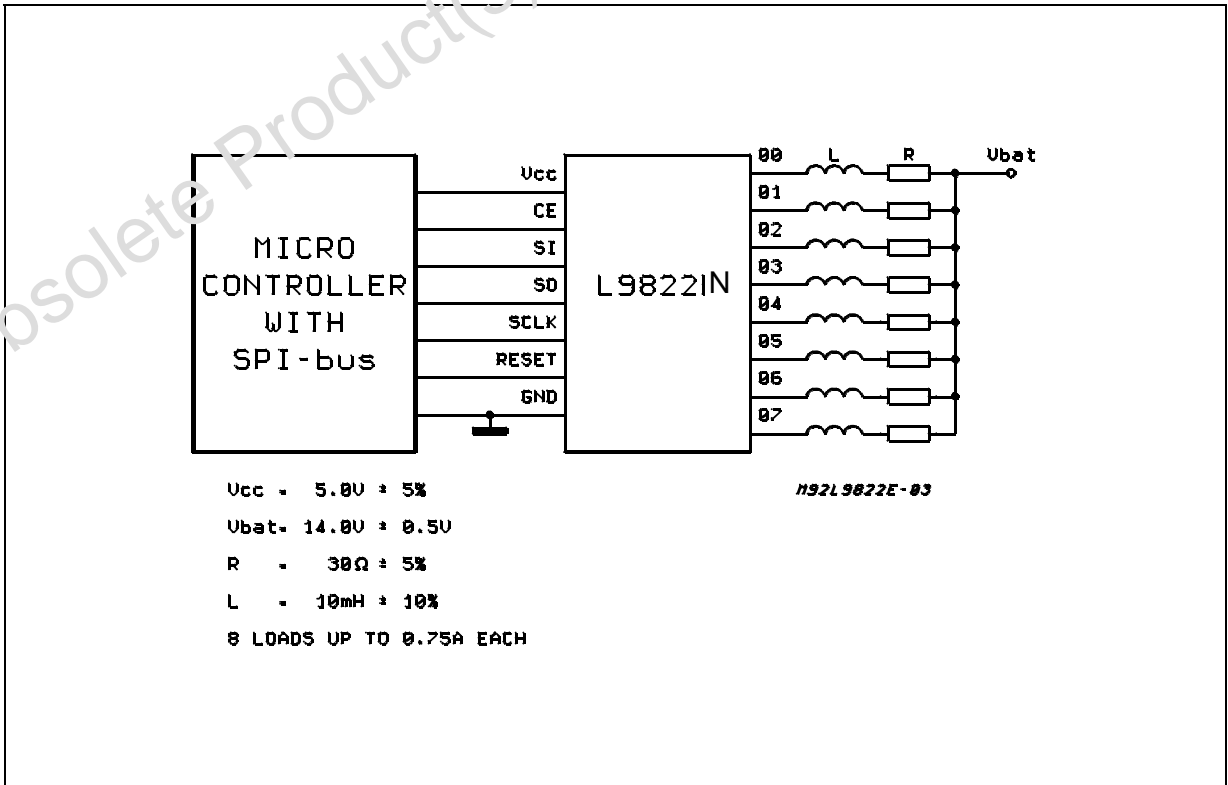 bsolete Product(s)
MICRO
CONTROLLER
WITH
SPI-bus
Vcc
CE
SI
SO
SCLK
RESET
GND
L9822IN
00
01
02
03
04
05
06
07
L
R
Vbat
Vcc = 5.0V ± 5%
Vbat= 14.0V ± 0.5V
R = 30Ω ± 5%
L = 10mH ± 10%
8 LOADS UP TO 0.75A EACH
M92L9822E-03